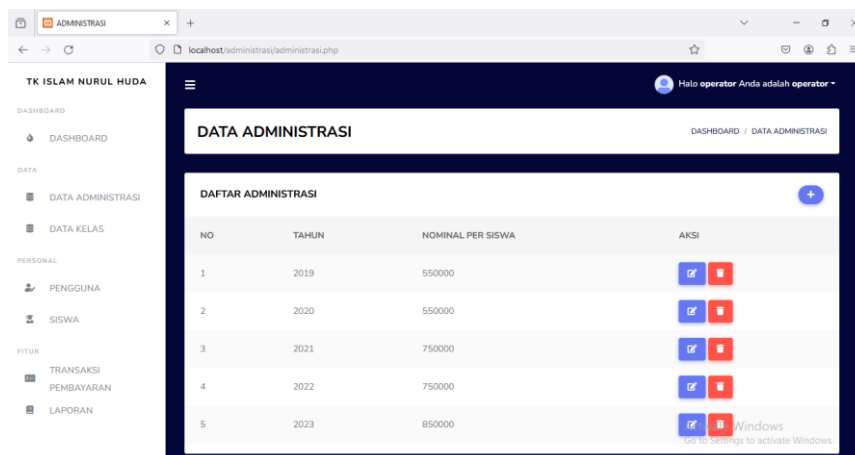 ADMINISTRASI
localhost/administrasi/administrasi.php
TK ISLAM NURUL HUDA
Halo operator Anda adalah operator
DASHBOARD
DASHBOARD
DATA
DATA ADMINISTRASI
DATA KELAS
PERSONAL
PENGGUNA
SISWA
FITUR
TRANSAKSI
PEMBAYARAN
LAPORAN
DATA ADMINISTRASI
DASHBOARD / DATA ADMINISTRASI
DAFTAR ADMINISTRASI
NO TAHUN NOMINAL PER SISWA AKSI
1 2019 550000
2 2020 550000
3 2021 750000
4 2022 750000
5 2023 850000
Activate Windows
Go to Settings to activate Windows.